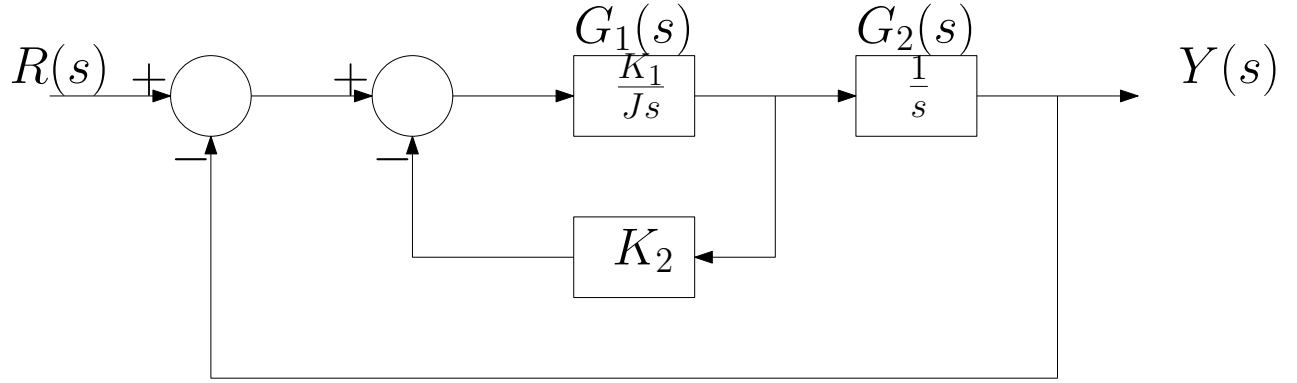 G₁(s) G₂(s)
R(s) + + K₁/Js 1/s Y(s)
− −
K₂